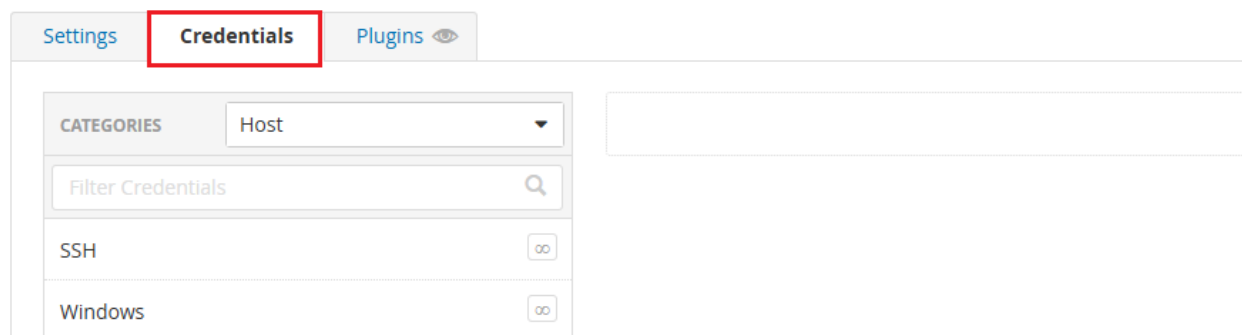 Settings Credentials Plugins
CATEGORIES Host
Filter Credentials
SSH ∞
Windows ∞